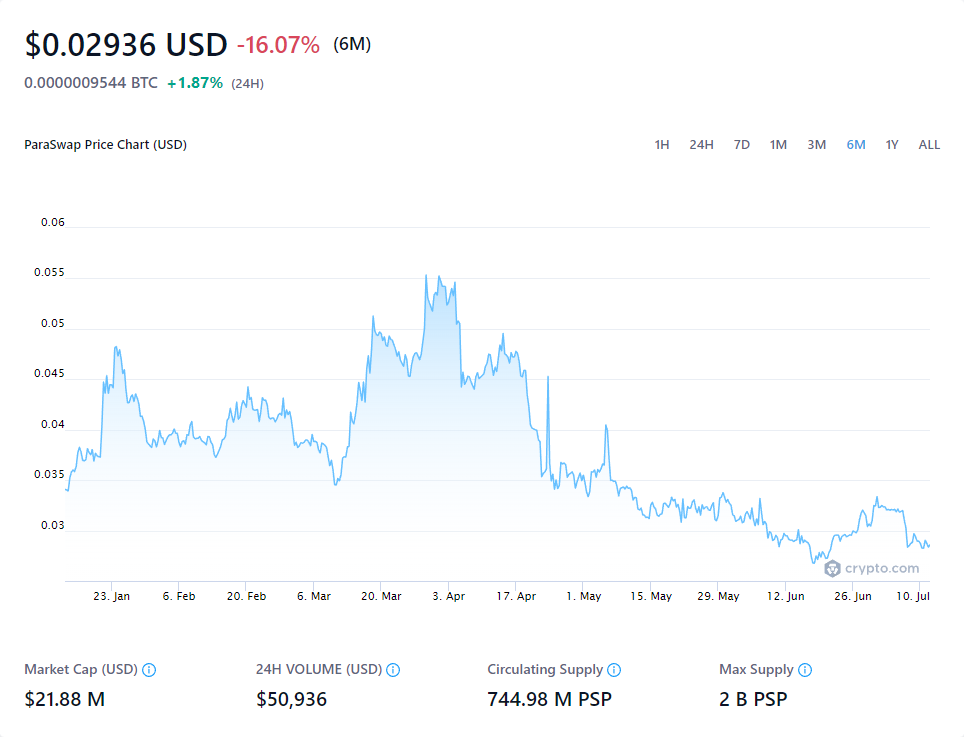 $0.02936 USD -16.07% (6M)
0.0000009544 BTC +1.87% (24H)
ParaSwap Price Chart (USD) 1H 24H 7D 1M 3M 6M 1Y ALL
0.06
0.055
0.05
0.045
0.04
0.035
0.03
crypto.com
23. Jan 6. Feb 20. Feb 6. Mar 20. Mar 3. Apr 17. Apr 1. May 15. May 29. May 12. Jun 26. Jun 10. Jul
Market Cap (USD) 24H VOLUME (USD) Circulating Supply Max Supply
$21.88 M $50,936 744.98 M PSP 2 B PSP